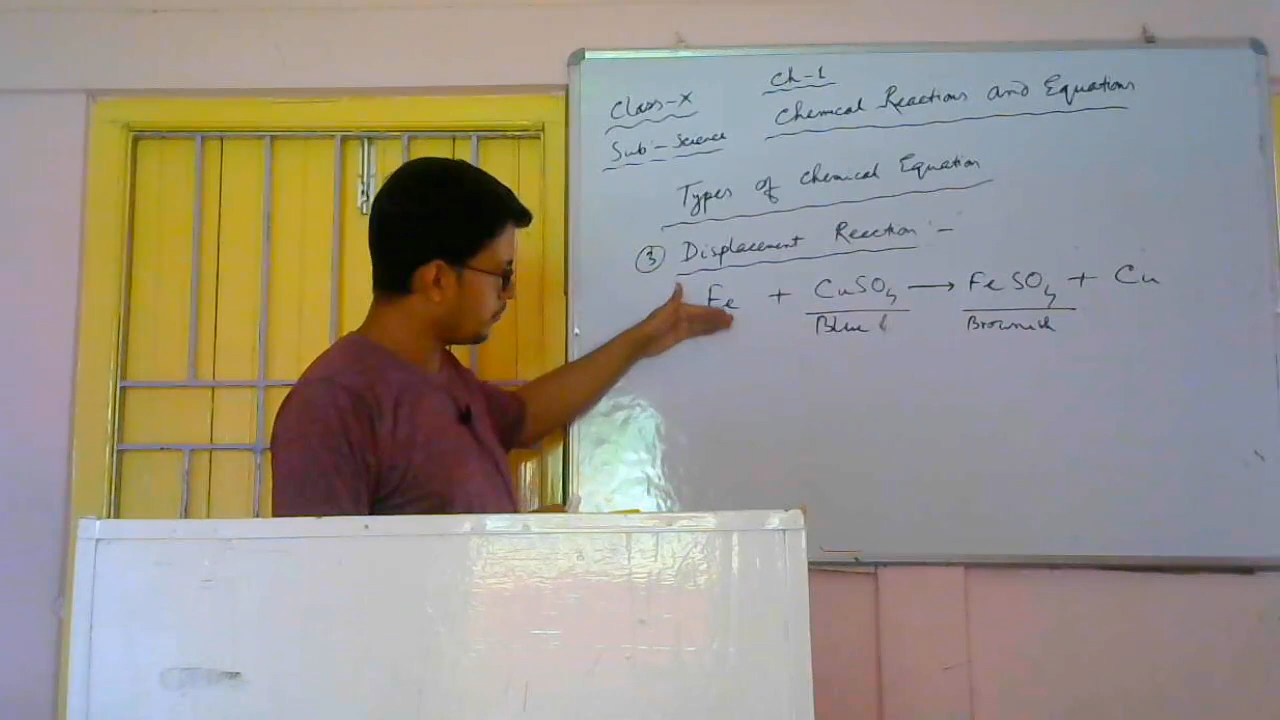 Class-X
Ch-1
Sub:- Science
Chemical Reactions and Equations
Types of Chemical Equation
③ Displacement Reaction :-
Fe + CuSO₄ → FeSO₄ + Cu
Blue Brownish